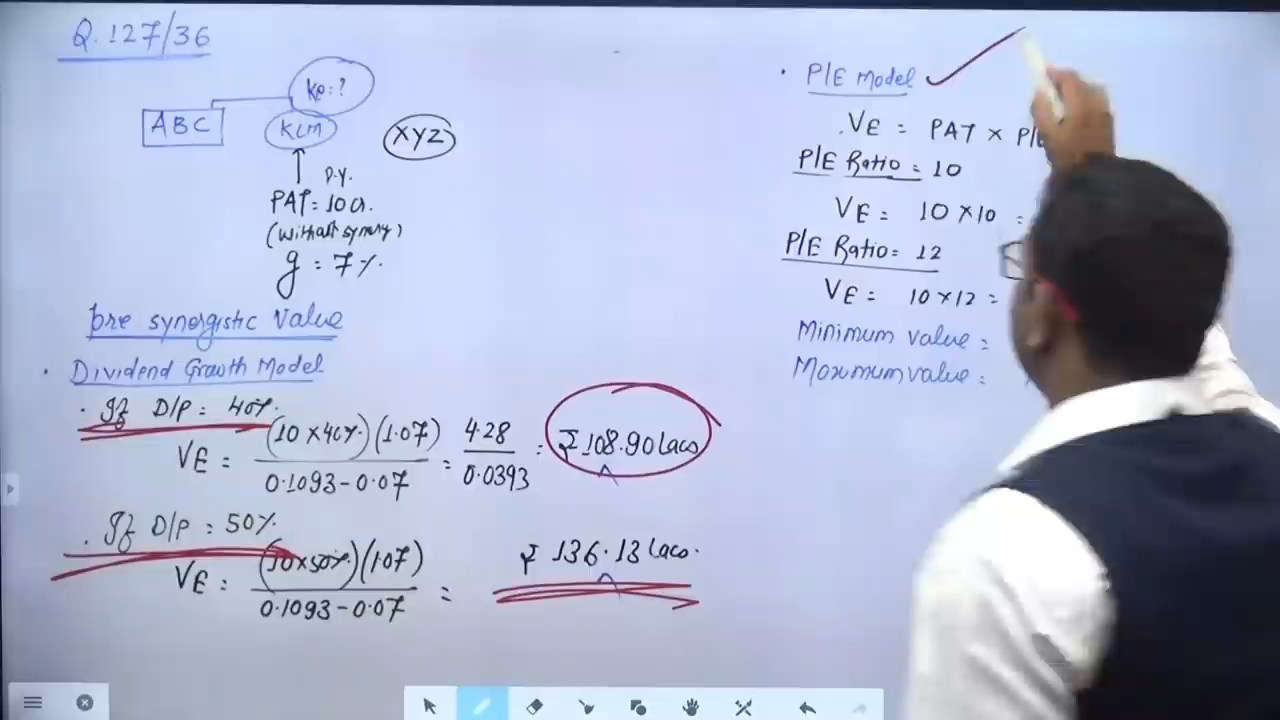 Q. 127/36
ke = ?
ABC
KLM
XYZ
P.Y.
PAT = 10 cr.
(without synergy)
g = 7%.
pre synergistic value
• Dividend Growth Model
• If D/P = 40%.
VE = (10 × 40%)(1.07) / 0.1093 - 0.07 = 4.28 / 0.0393 = ₹ 108.90 lacs
• If D/P = 50%.
VE = (10×50%)(1.07) / 0.1093 - 0.07 = ₹ 136.13 lacs.
• P/E Model
VE = PAT × P/E
P/E Ratio = 10
VE = 10 × 10 =
P/E Ratio = 12
VE = 10 × 12 =
Minimum value =
Maximum value =